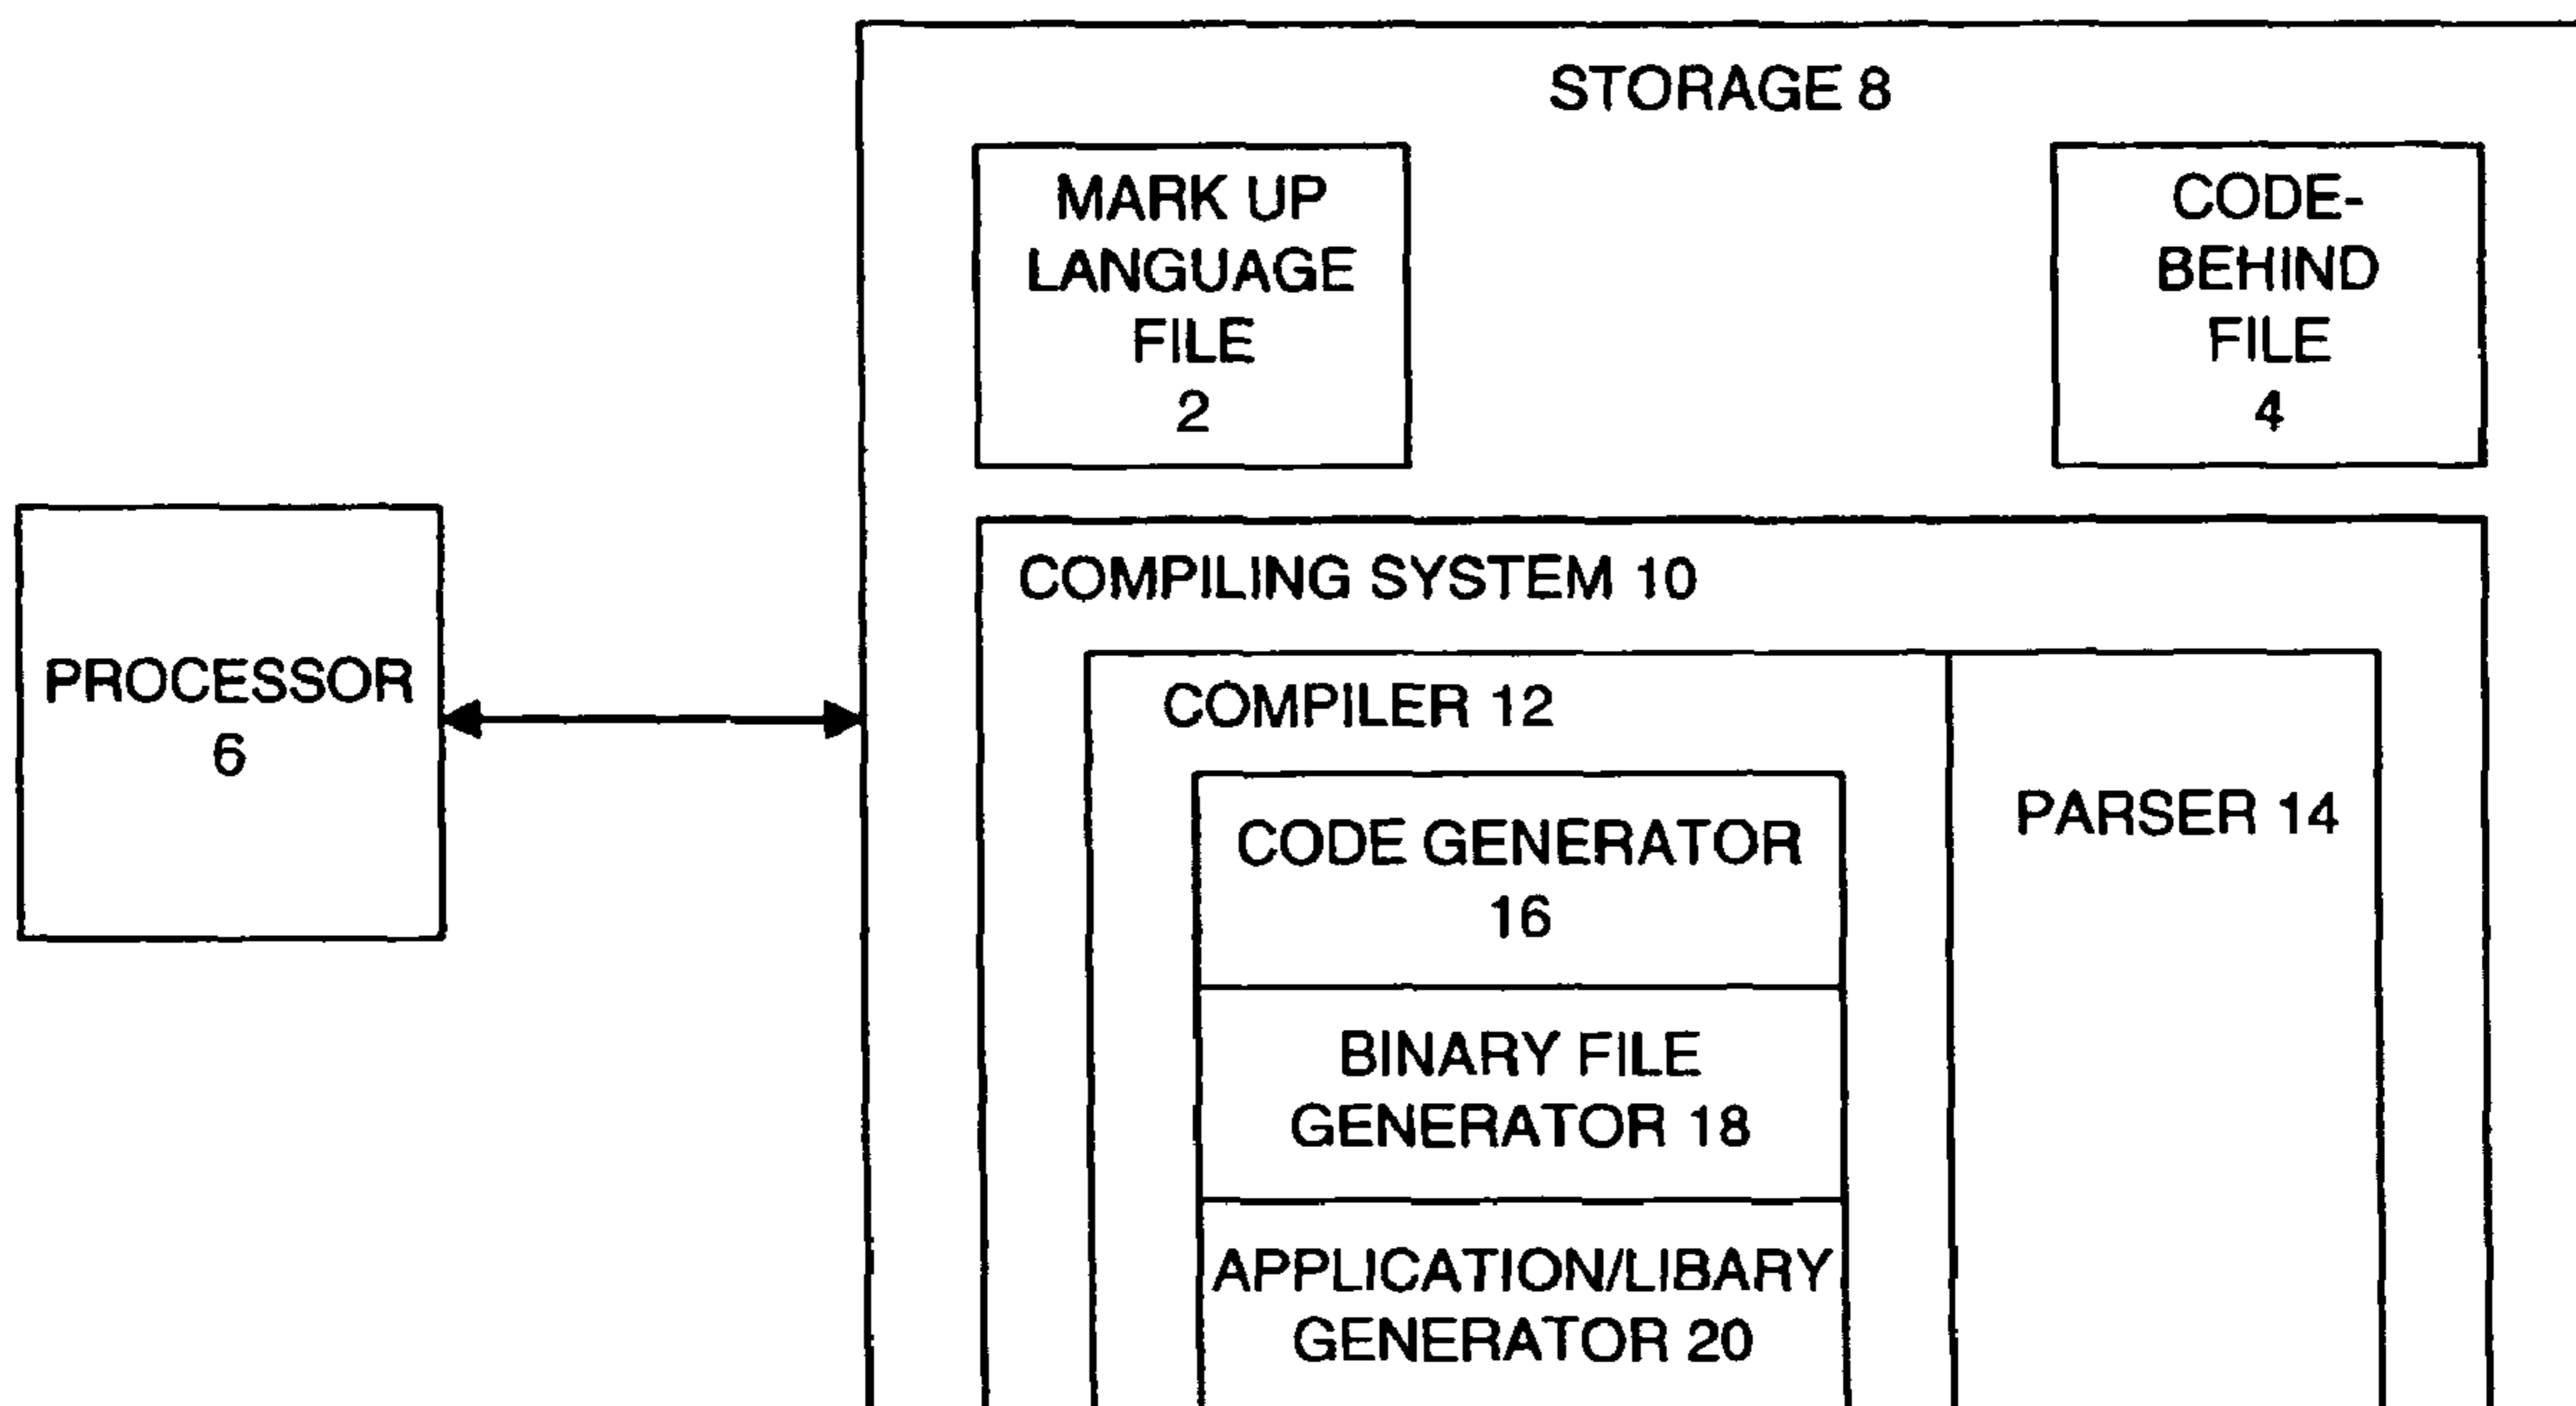 STORAGE 8
MARK UP
LANGUAGE
FILE
2
CODE-
BEHIND
FILE
4
PROCESSOR
6
COMPILING SYSTEM 10
COMPILER 12
PARSER 14
CODE GENERATOR
16
BINARY FILE
GENERATOR 18
APPLICATION/LIBARY
GENERATOR 20